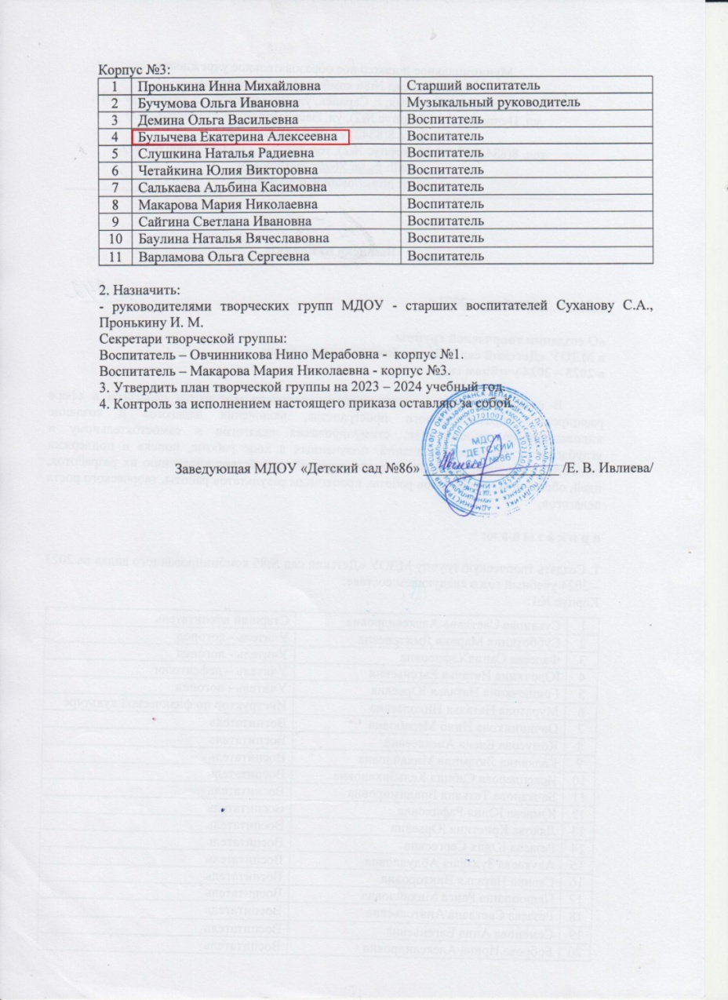 Корпус №3:
1 Пронькина Инна Михайловна Старший воспитатель
2 Бучумова Ольга Ивановна Музыкальный руководитель
3 Демина Ольга Васильевна Воспитатель
4 Булычева Екатерина Алексеевна Воспитатель
5 Слушкина Наталья Радиевна Воспитатель
6 Четайкина Юлия Викторовна Воспитатель
7 Салькаева Альбина Касимовна Воспитатель
8 Макарова Мария Николаевна Воспитатель
9 Сайгина Светлана Ивановна Воспитатель
10 Баулина Наталья Вячеславовна Воспитатель
11 Варламова Ольга Сергеевна Воспитатель
2. Назначить:
- руководителями творческих групп МДОУ - старших воспитателей Суханову С.А.,
Пронькину И. М.
Секретари творческой группы:
Воспитатель – Овчинникова Нино Мерабовна - корпус №1.
Воспитатель – Макарова Мария Николаевна - корпус №3.
3. Утвердить план творческой группы на 2023 – 2024 учебный год.
4. Контроль за исполнением настоящего приказа оставляю за собой.
МДОУ
"ДЕТСКИЙ
САД №86"
Заведующая МДОУ «Детский сад №86» /Е. В. Ивлиева/